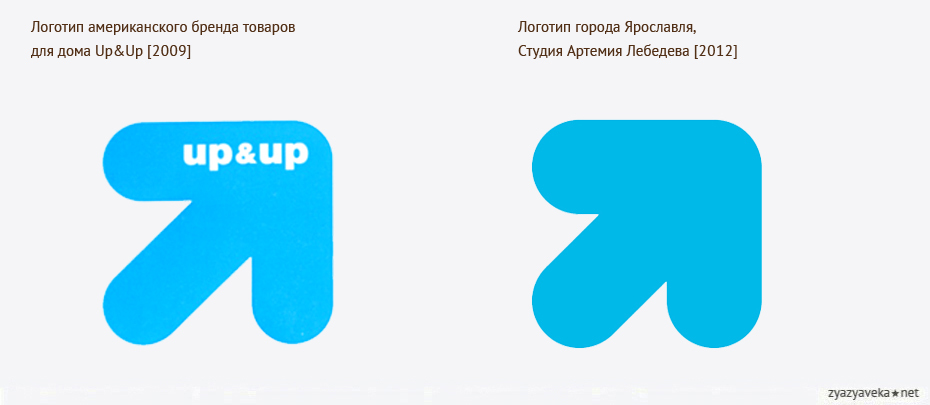 Логотип американского бренда товаров
для дома Up&Up [2009]
Логотип города Ярославля,
Студия Артемия Лебедева [2012]
up&up
zyazyaveka★net